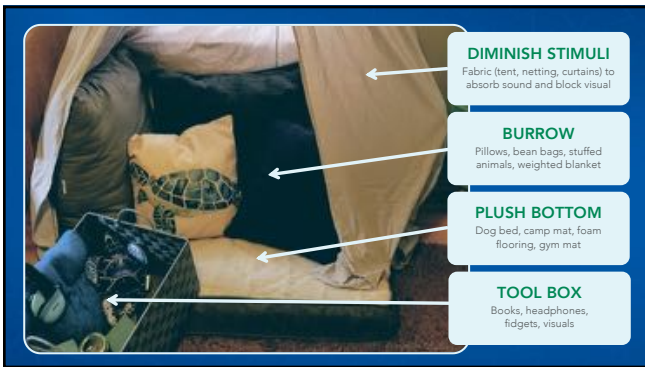 DIMINISH STIMULI
Fabric (tent, netting, curtains) to
absorb sound and block visual
BURROW
Pillows, bean bags, stuffed
animals, weighted blanket
PLUSH BOTTOM
Dog bed, camp mat, foam
flooring, gym mat
TOOL BOX
Books, headphones,
fidgets, visuals